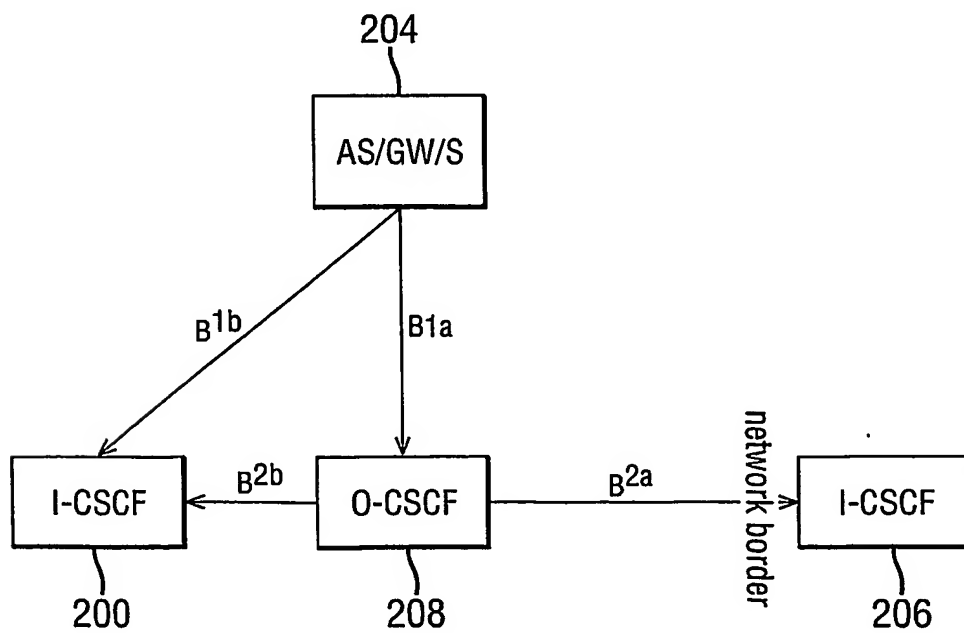 204
AS/GW/S
B1b
B1a
I-CSCF
B2b
O-CSCF
B2a
network border
I-CSCF
200
208
206